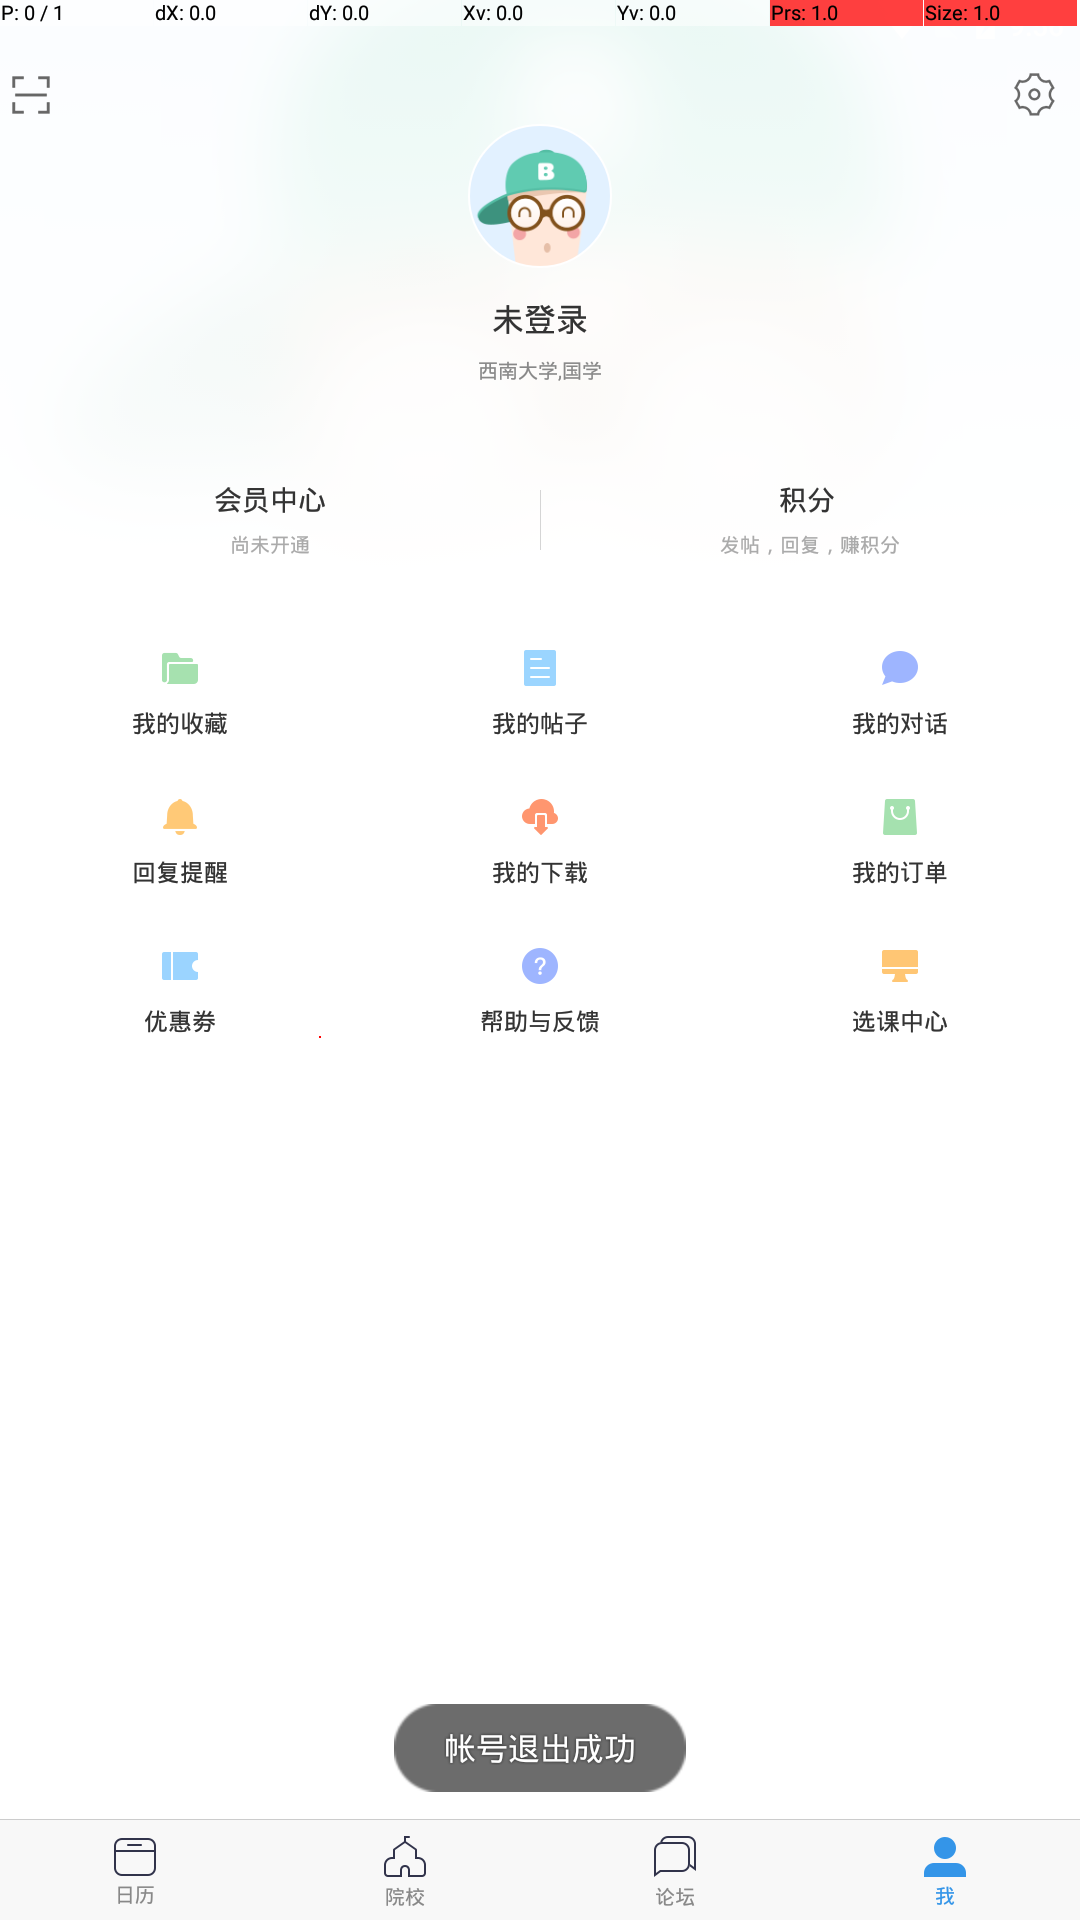 P: 0 / 1 dX: 0.0 dY: 0.0 Xv: 0.0 Yv: 0.0 Prs: 1.0 Size: 1.0
B
未登录
西南大学,国学
会员中心 积分
尚未开通 发帖，回复，赚积分
我的收藏 我的帖子 我的对话
回复提醒 我的下载 我的订单
?
优惠券 帮助与反馈 选课中心
帐号退出成功
日历 院校 论坛 我